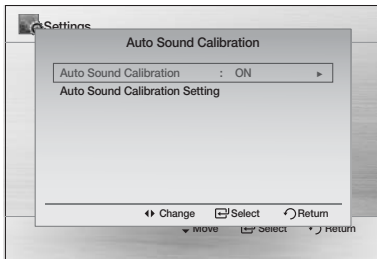 Settings
Auto Sound Calibration
Auto Sound Calibration : ON ►
Auto Sound Calibration Setting
Change Select Return
Move Select Return